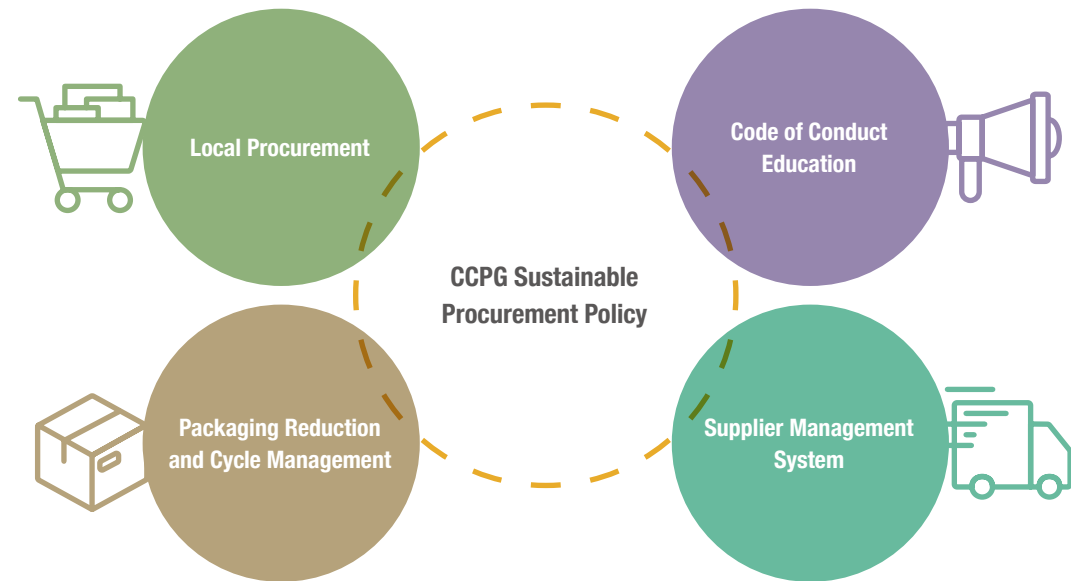 Local Procurement
Code of Conduct
Education
CCPG Sustainable
Procurement Policy
Packaging Reduction
and Cycle Management
Supplier Management
System